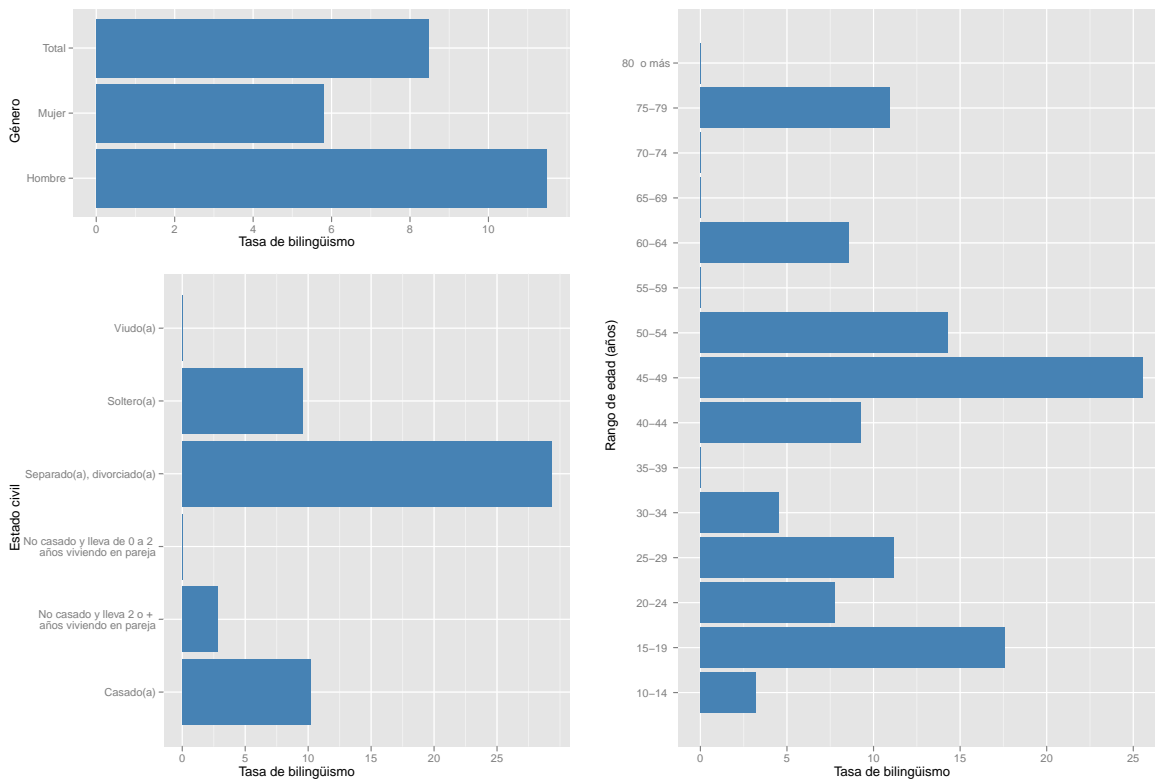 Total
Mujer
Hombre
Género
0 2 4 6 8 10
Tasa de bilingüismo
Viudo(a)
Soltero(a)
Separado(a), divorciado(a)
No casado y lleva de 0 a 2
años viviendo en pareja
No casado y lleva 2 o +
años viviendo en pareja
Casado(a)
Estado civil
0 5 10 15 20 25
Tasa de bilingüismo
80 o más
75−79
70−74
65−69
60−64
55−59
50−54
45−49
40−44
35−39
30−34
25−29
20−24
15−19
10−14
Rango de edad (años)
0 5 10 15 20 25
Tasa de bilingüismo